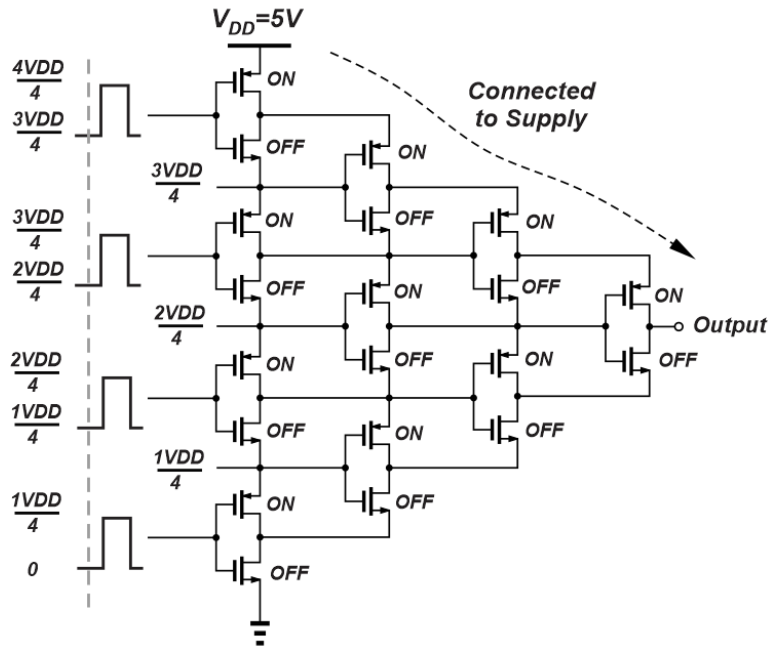 V_DD=5V
4VDD
4
ON
Connected
to Supply
3VDD
4
OFF
ON
3VDD
4
OFF
3VDD
4
ON
ON
2VDD
4
OFF
OFF
ON
ON
2VDD
4
Output
2VDD
4
ON
OFF
ON
OFF
1VDD
4
OFF
ON
OFF
1VDD
4
1VDD
4
ON
OFF
0
OFF